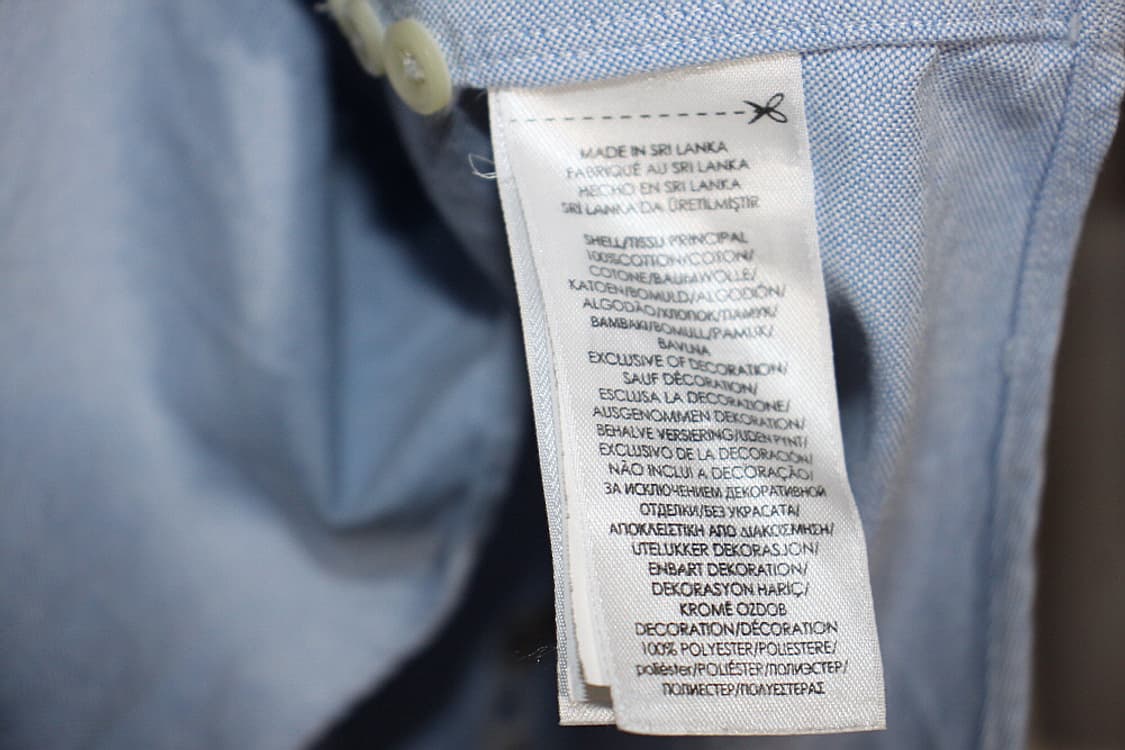 MADE IN SRI LANKA
FABRIQUÉ AU SRI LANKA
HECHO EN SRI LANKA
SRI LANKA'DA ÜRETILMIŞTIR
SHELL/TISSU PRINCIPAL
100%COTTON/COTON/
COTONE/BAUMWOLLE/
KATOEN/BOMULD/ALGODÓN/
ALGODÃO/ХЛОПОК/ПАМУК/
BAMBAKI/BOMULL/PAMUK/
BAVLNA
EXCLUSIVE OF DECORATION/
SAUF DÉCORATION/
ESCLUSA LA DECORAZIONE/
AUSGENOMMEN DEKORATION/
BEHALVE VERSIERING/UDEN PYNT/
EXCLUSIVO DE LA DECORACIÓN/
NÃO INCLUI A DECORAÇÃO/
ЗА ИСКЛЮЧЕНИЕМ ДЕКОРАТИВНОЙ
ОТДЕЛКИ/БЕЗ УКРАСАТА/
ΑΠΟΚΛΕΙΣΤΙΚΗ ΑΠΟ ΔΙΑΚΟΣΜΗΣΗ/
UTELUKKER DEKORASJON/
ENBART DEKORATION/
DEKORASYON HARIÇ/
KROMĚ OZDOB
DECORATION/DÉCORATION
100% POLYESTER/POLIESTERE/
poliéster/POLIÉSTER/ПОЛИЭСТЕР/
ПОЛИЕСТЕР/ΠΟΛΥΕΣΤΕΡΑΣ